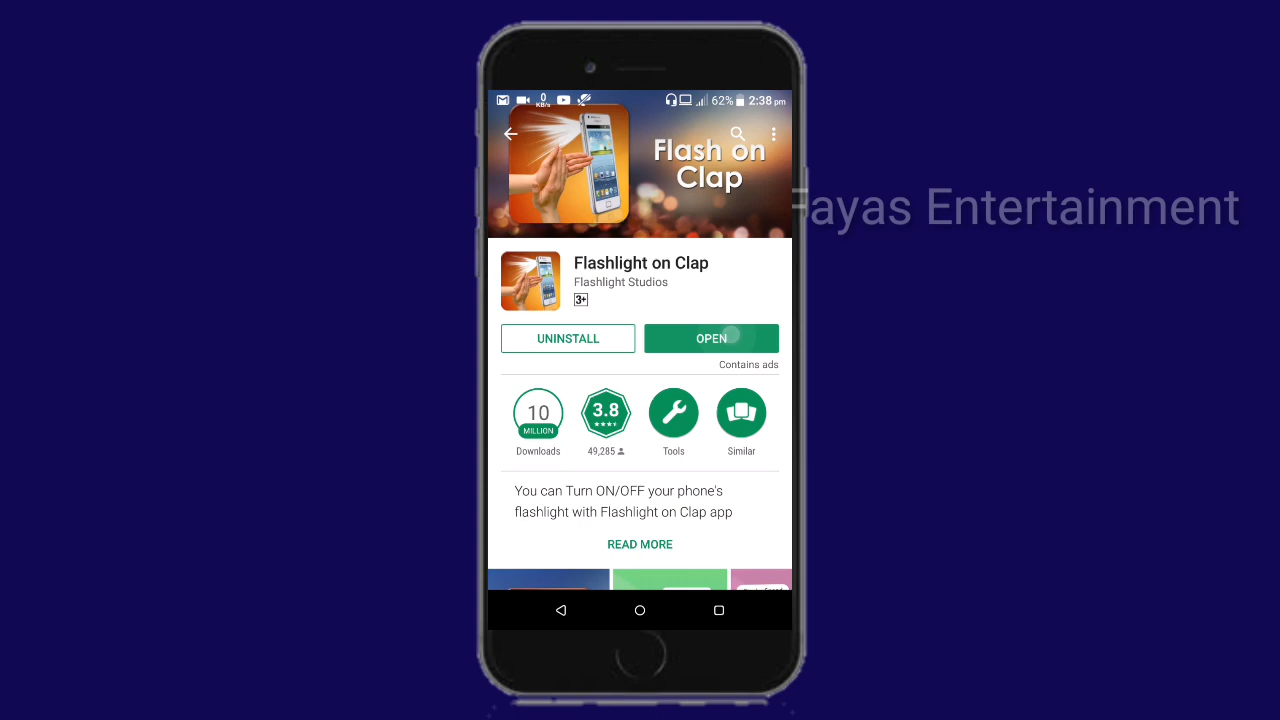 0
KB/s
62%
2:38 pm
Flash on
Clap
Fayas Entertainment
Flashlight on Clap
Flashlight Studios
3+
UNINSTALL
OPEN
Contains ads
10
MILLION
Downloads
3.8
49,285
Tools
Similar
You can Turn ON/OFF your phone's
flashlight with Flashlight on Clap app
READ MORE